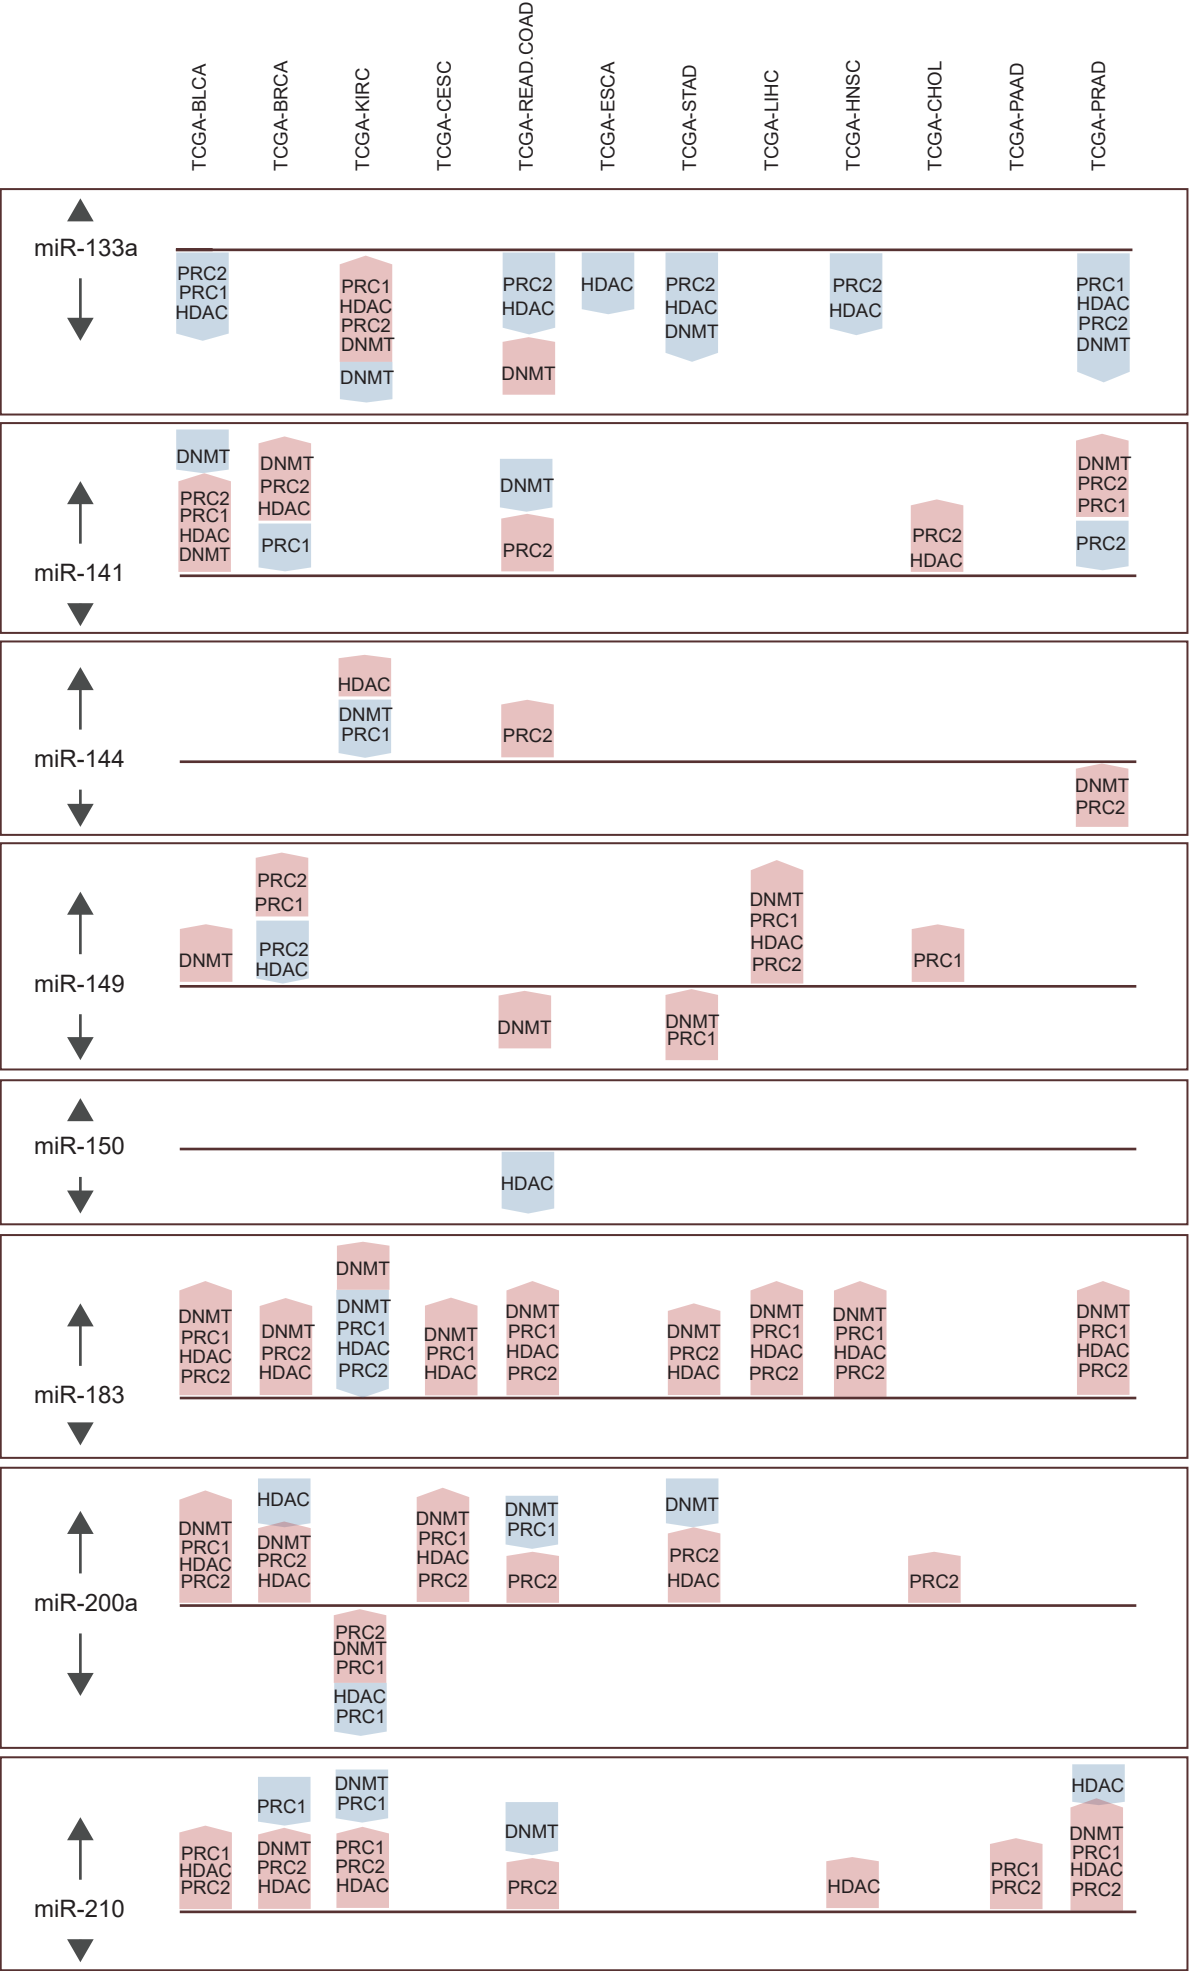 TCGA-BLCA
TCGA-BRCA
TCGA-KIRC
TCGA-CESC
TCGA-READ.COAD
TCGA-ESCA
TCGA-STAD
TCGA-LIHC
TCGA-HNSC
TCGA-CHOL
TCGA-PAAD
TCGA-PRAD
miR-133a
PRC2
PRC1
HDAC
PRC1
HDAC
PRC2
DNMT
DNMT
PRC2
HDAC
DNMT
HDAC
PRC2
HDAC
DNMT
PRC2
HDAC
PRC1
HDAC
PRC2
DNMT
miR-141
DNMT
PRC2
PRC1
HDAC
DNMT
DNMT
PRC2
HDAC
PRC1
DNMT
PRC2
PRC2
HDAC
DNMT
PRC2
PRC1
PRC2
miR-144
HDAC
DNMT
PRC1
PRC2
DNMT
PRC2
miR-149
DNMT
PRC2
PRC1
PRC2
HDAC
DNMT
DNMT
PRC1
DNMT
PRC1
HDAC
PRC2
PRC1
miR-150
HDAC
miR-183
DNMT
PRC1
HDAC
PRC2
DNMT
PRC2
HDAC
DNMT
DNMT
PRC1
HDAC
PRC2
DNMT
PRC1
HDAC
DNMT
PRC1
HDAC
PRC2
DNMT
PRC2
HDAC
DNMT
PRC1
HDAC
PRC2
DNMT
PRC1
HDAC
PRC2
DNMT
PRC1
HDAC
PRC2
miR-200a
DNMT
PRC1
HDAC
PRC2
HDAC
DNMT
PRC2
HDAC
PRC2
DNMT
PRC1
HDAC
PRC1
DNMT
PRC1
HDAC
PRC2
DNMT
PRC1
PRC2
DNMT
PRC2
HDAC
PRC2
miR-210
PRC1
HDAC
PRC2
PRC1
DNMT
PRC2
HDAC
DNMT
PRC1
PRC1
PRC2
HDAC
DNMT
PRC2
HDAC
PRC1
PRC2
HDAC
DNMT
PRC1
HDAC
PRC2